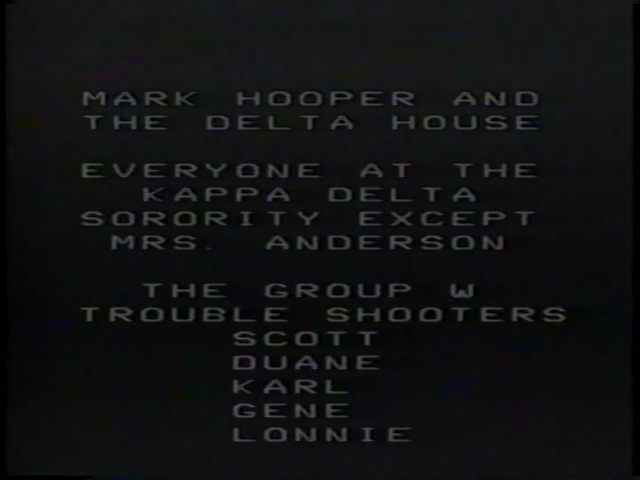 MARK HOOPER AND
THE DELTA HOUSE
EVERYONE AT THE
KAPPA DELTA
SORORITY EXCEPT
MRS. ANDERSON
THE GROUP W
TROUBLE SHOOTERS
SCOTT
DUANE
KARL
GENE
LONNIE